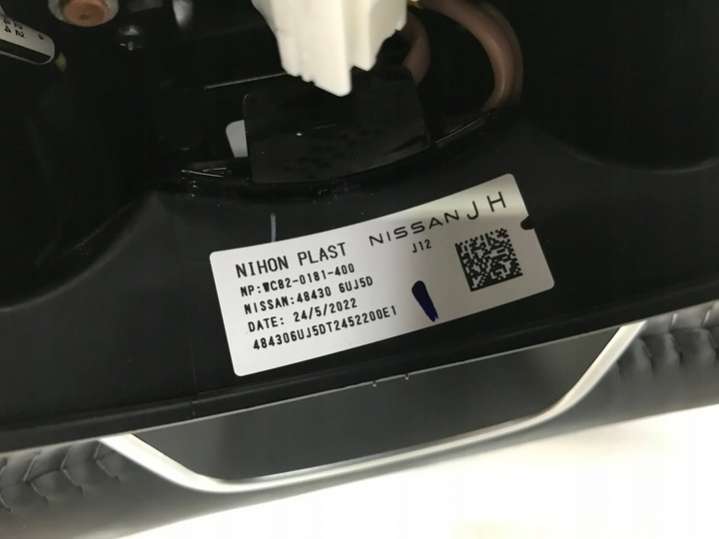 NIHON PLAST
NISSAN JH
J12
NP:WC82-0181-400
NISSAN:48430 6UJ5D
DATE: 24/5/2022
484306UJ5DT2452200E1